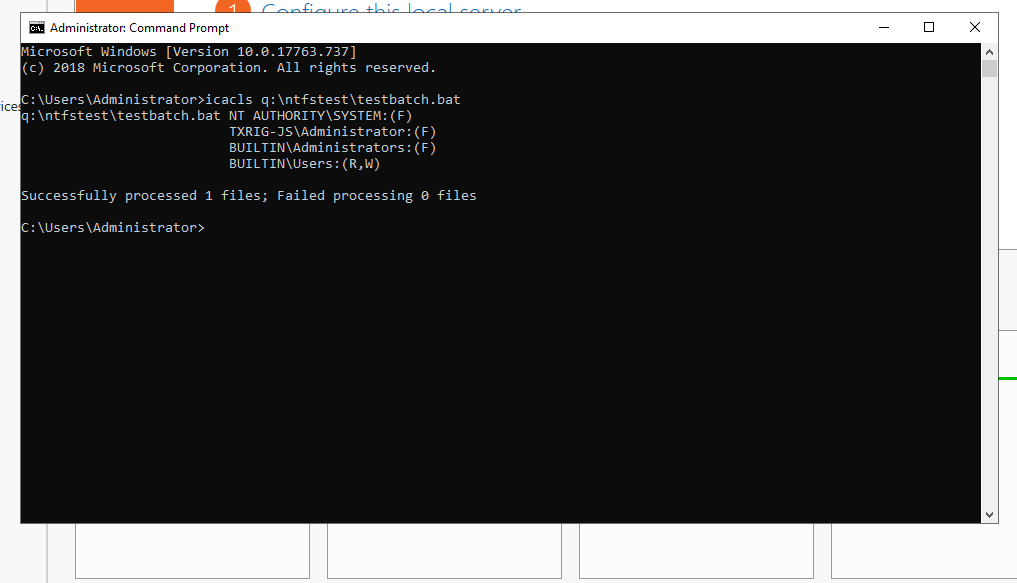 1 Configure this local server
Administrator: Command Prompt
Microsoft Windows [Version 10.0.17763.737]
(c) 2018 Microsoft Corporation. All rights reserved.
C:\Users\Administrator>icacls q:\ntfstest\testbatch.bat
q:\ntfstest\testbatch.bat NT AUTHORITY\SYSTEM:(F)
TXRIG-JS\Administrator:(F)
BUILTIN\Administrators:(F)
BUILTIN\Users:(R,W)
Successfully processed 1 files; Failed processing 0 files
C:\Users\Administrator>